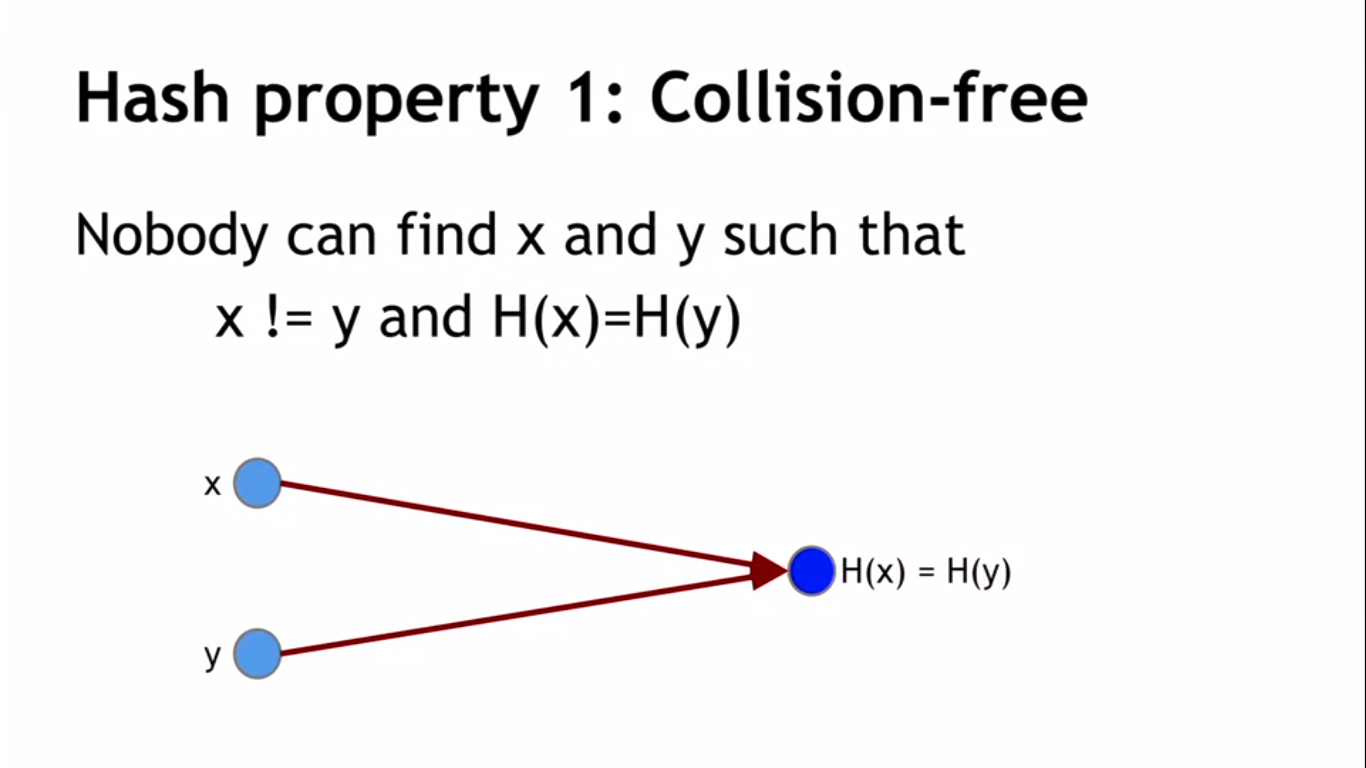 Hash property 1: Collision-free
Nobody can find x and y such that
x != y and H(x)=H(y)
x
H(x) = H(y)
y